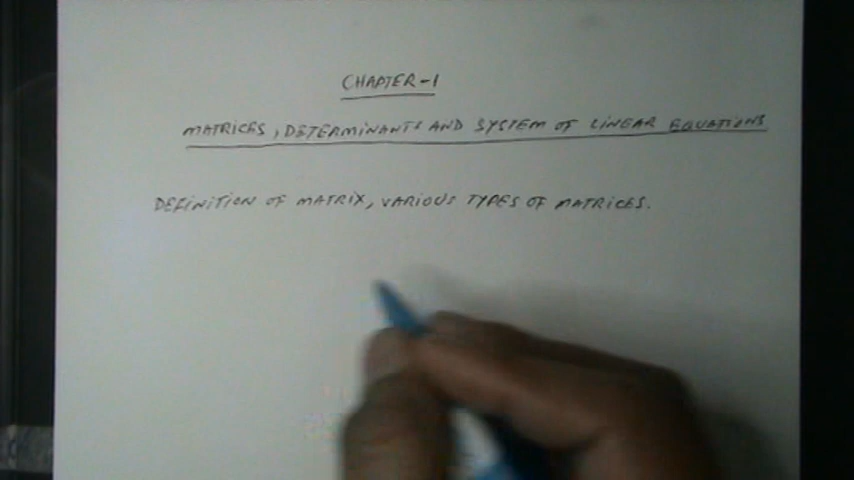 CHAPTER-1
MATRICES, DETERMINANTS AND SYSTEM OF LINEAR EQUATIONS
DEFINITION OF MATRIX, VARIOUS TYPES OF MATRICES.